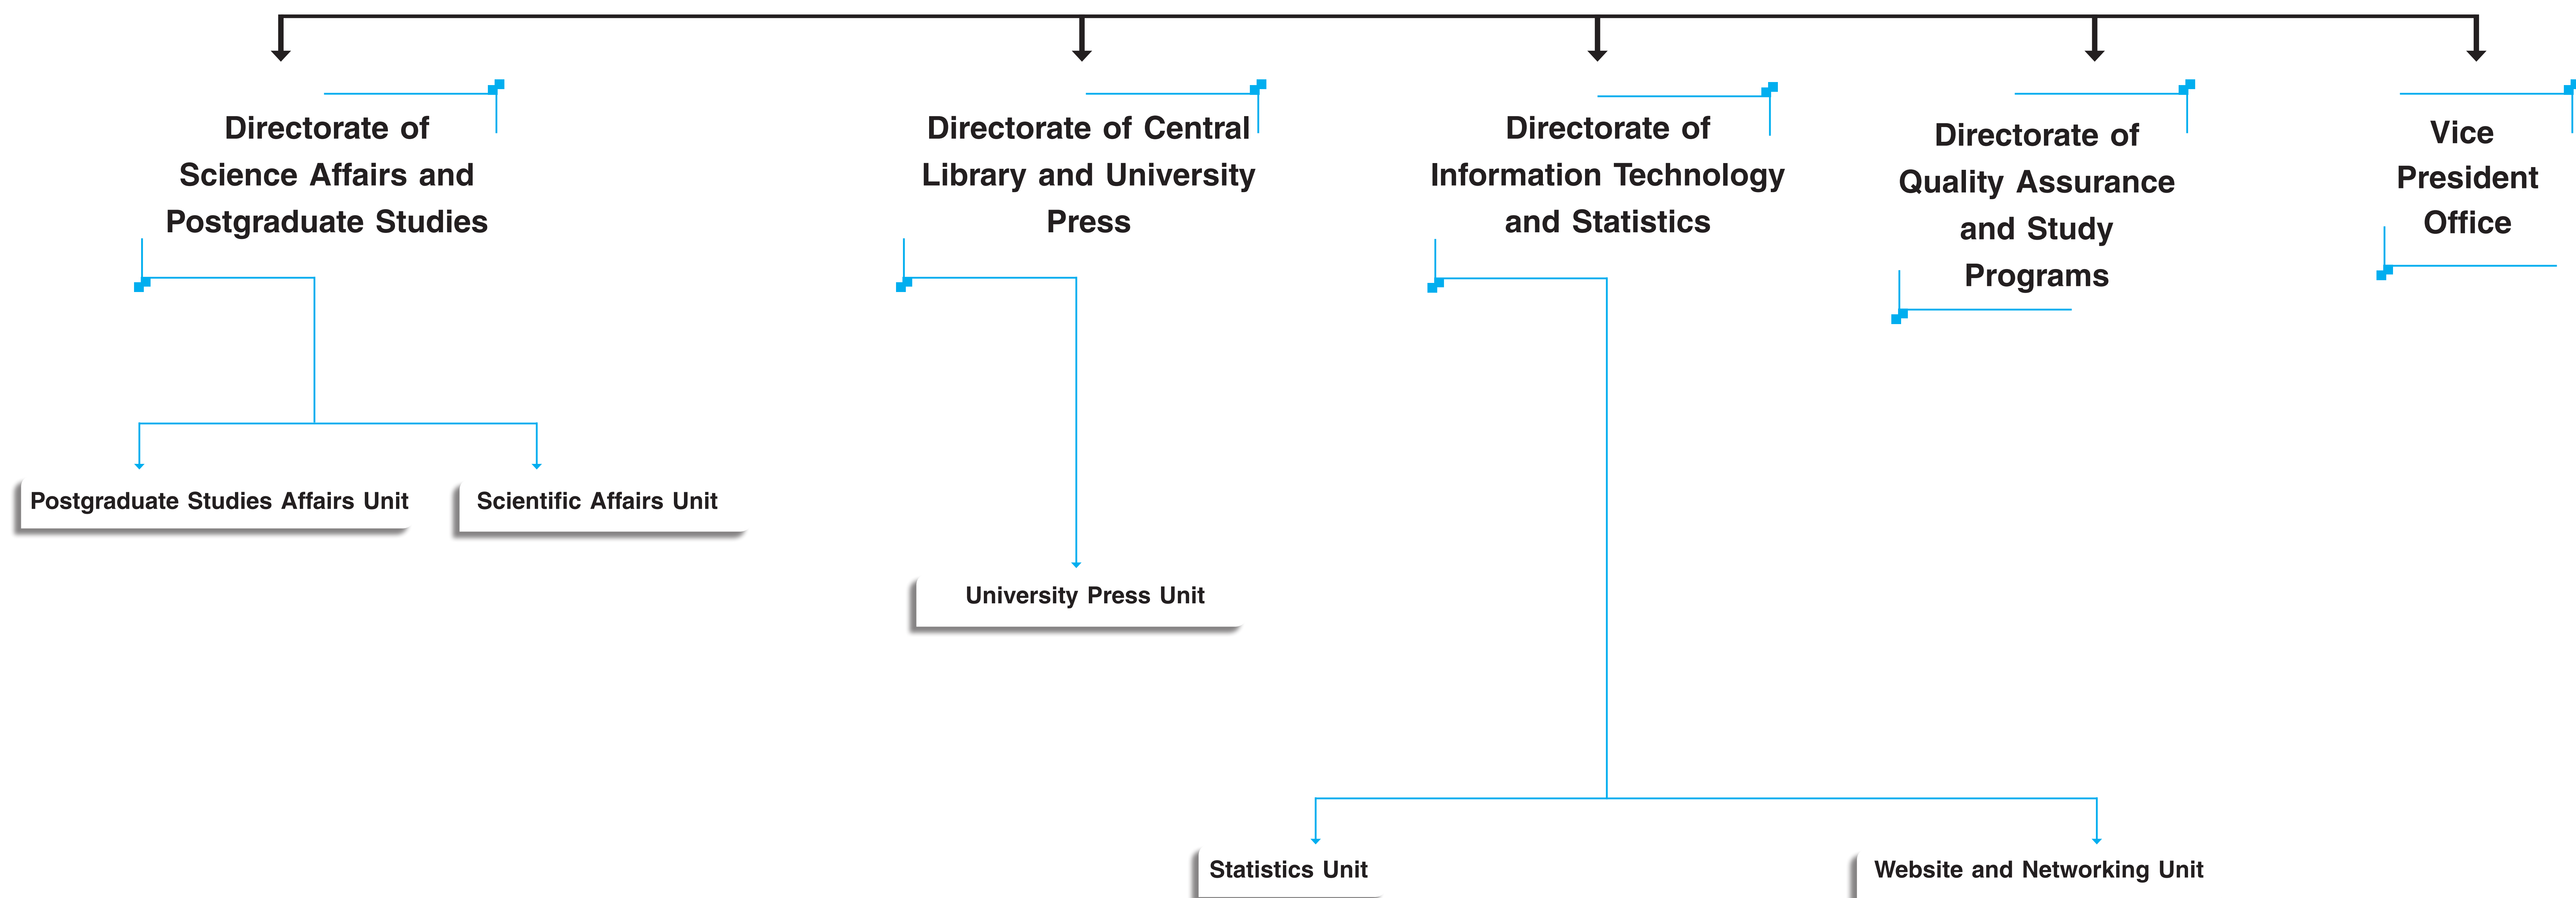 Directorate of
Science Affairs and
Postgraduate Studies
Directorate of Central
Library and University
Press
Directorate of
Information Technology
and Statistics
Directorate of
Quality Assurance
and Study
Programs
Vice
President
Office
Postgraduate Studies Affairs Unit
Scientific Affairs Unit
University Press Unit
Statistics Unit
Website and Networking Unit